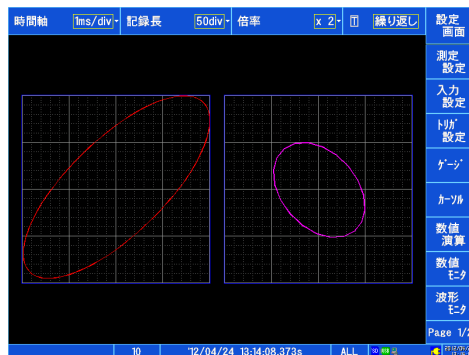 時間軸 1ms/div 記録長 50div 倍率 x 2 繰り返し
設定
画面
測定
設定
入力
設定
ﾄﾘｶﾞ
設定
ｹﾞｰｼﾞ
ｶｰｿﾙ
数値
演算
数値
ﾓﾆﾀ
波形
ﾓﾆﾀ
Page 1/2
10 '12/04/24 13:14:08.373s ALL